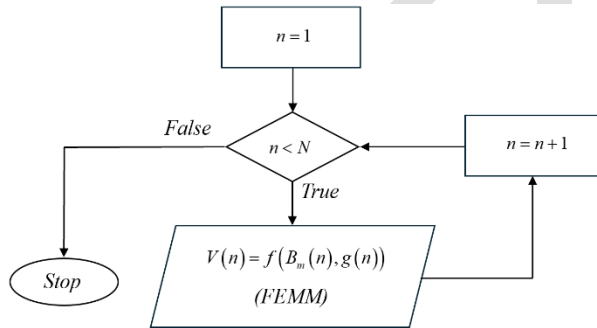 n = 1
False
n < N
n = n + 1
True
V(n) = f(B_m(n), g(n))
(FEMM)
Stop